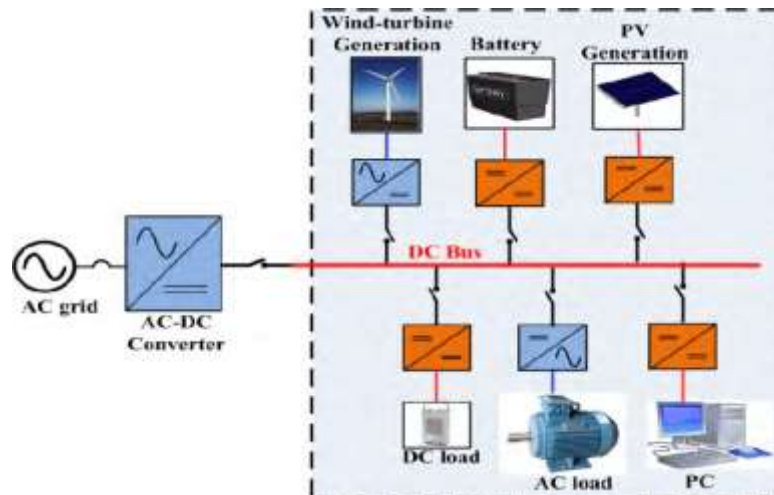 Wind-turbine
Generation
Battery
PV
Generation
DC Bus
AC grid
AC-DC
Converter
DC load
AC load
PC